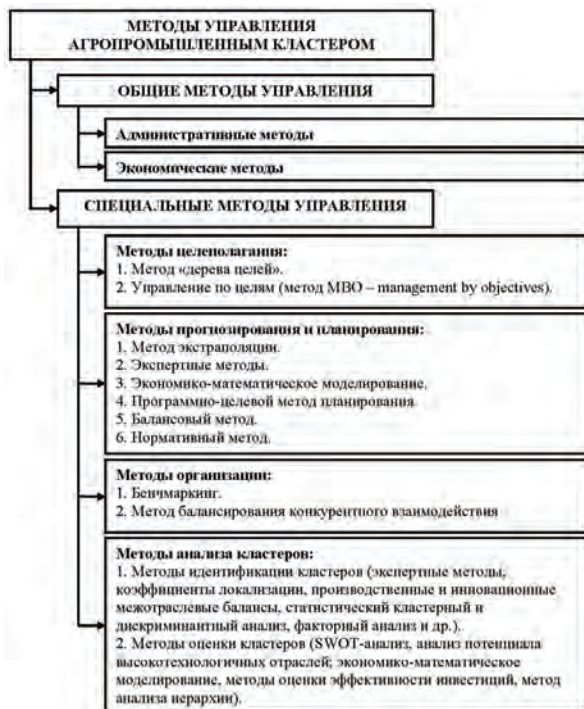 МЕТОДЫ УПРАВЛЕНИЯ
АГРОПРОМЫШЛЕННЫМ КЛАСТЕРОМ
ОБЩИЕ МЕТОДЫ УПРАВЛЕНИЯ
Административные методы
Экономические методы
СПЕЦИАЛЬНЫЕ МЕТОДЫ УПРАВЛЕНИЯ
Методы целеполагания:
1. Метод «дерева целей».
2. Управление по целям (метод МВО – management by objectives).
Методы прогнозирования и планирования:
1. Метод экстраполяции.
2. Экспертные методы.
3. Экономико-математическое моделирование.
4. Программно-целевой метод планирования
5. Балансовый метод.
6. Нормативный метод.
Методы организации:
1. Бенчмаркинг.
2. Метод балансирования конкурентного взаимодействия
Методы анализа кластеров:
1. Методы идентификации кластеров (экспертные методы,
коэффициенты локализации, производственные и инновационные
межотраслевые балансы, статистический кластерный и
дискриминантный анализ, факторный анализ и др.).
2. Методы оценки кластеров (SWOT-анализ, анализ потенциала
высокотехнологичных отраслей; экономико-математическое
моделирование, методы оценки эффективности инвестиций, метод
анализа иерархии).